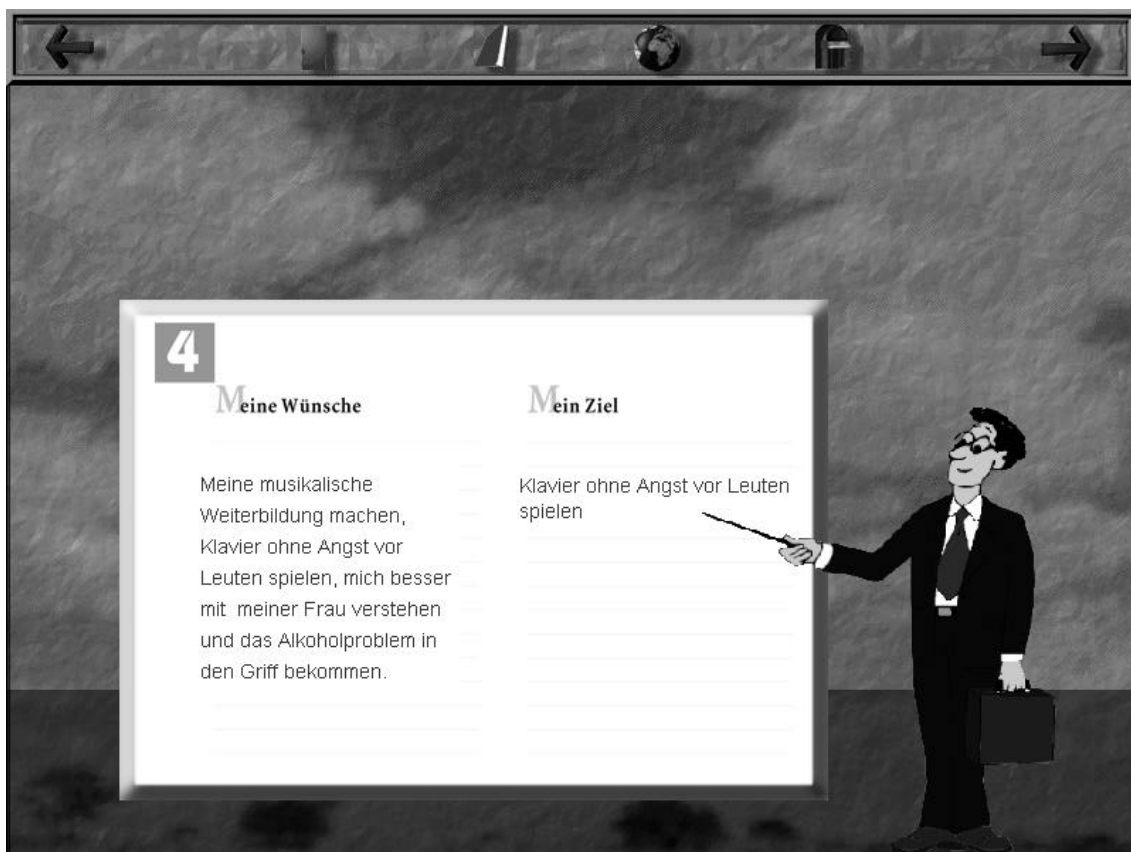 4
Meine Wünsche
Meine musikalische
Weiterbildung machen,
Klavier ohne Angst vor
Leuten spielen, mich besser
mit meiner Frau verstehen
und das Alkoholproblem in
den Griff bekommen.
Mein Ziel
Klavier ohne Angst vor Leuten
spielen